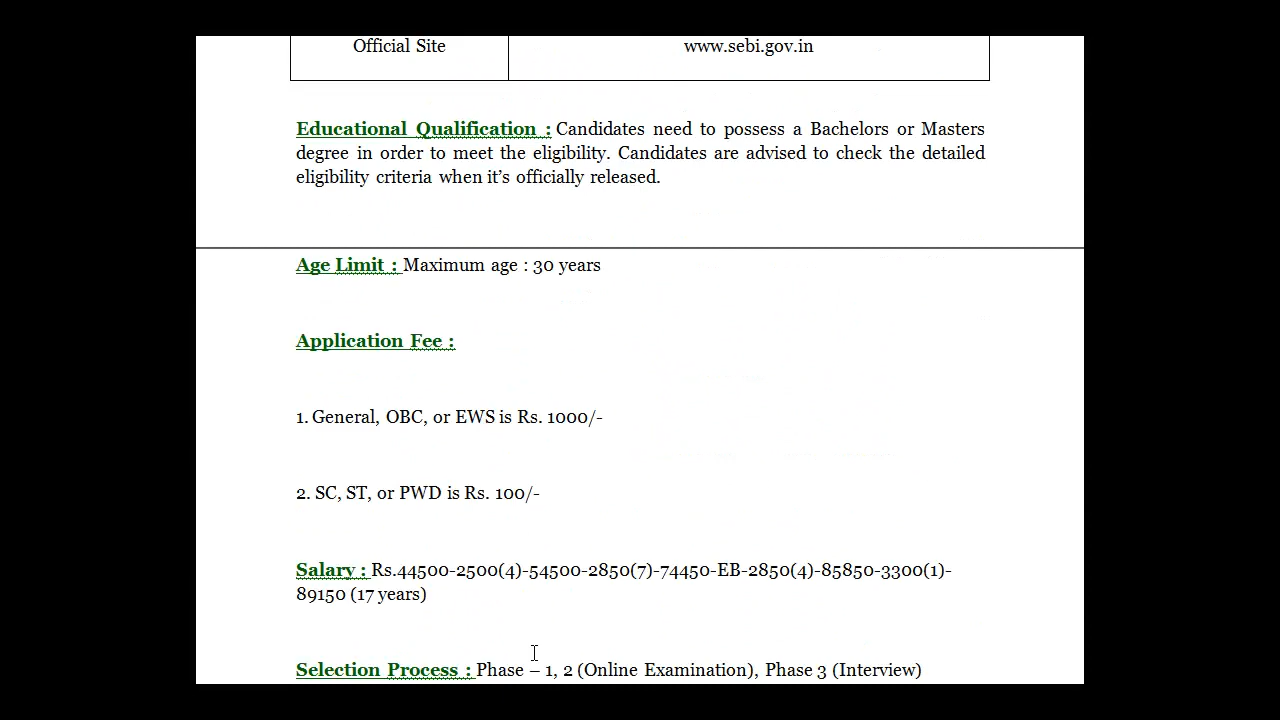 Official Site www.sebi.gov.in
Educational Qualification : Candidates need to possess a Bachelors or Masters
degree in order to meet the eligibility. Candidates are advised to check the detailed
eligibility criteria when it’s officially released.
Age Limit : Maximum age : 30 years
Application Fee :
1. General, OBC, or EWS is Rs. 1000/-
2. SC, ST, or PWD is Rs. 100/-
Salary : Rs.44500-2500(4)-54500-2850(7)-74450-EB-2850(4)-85850-3300(1)-
89150 (17 years)
Selection Process : Phase – 1, 2 (Online Examination), Phase 3 (Interview)